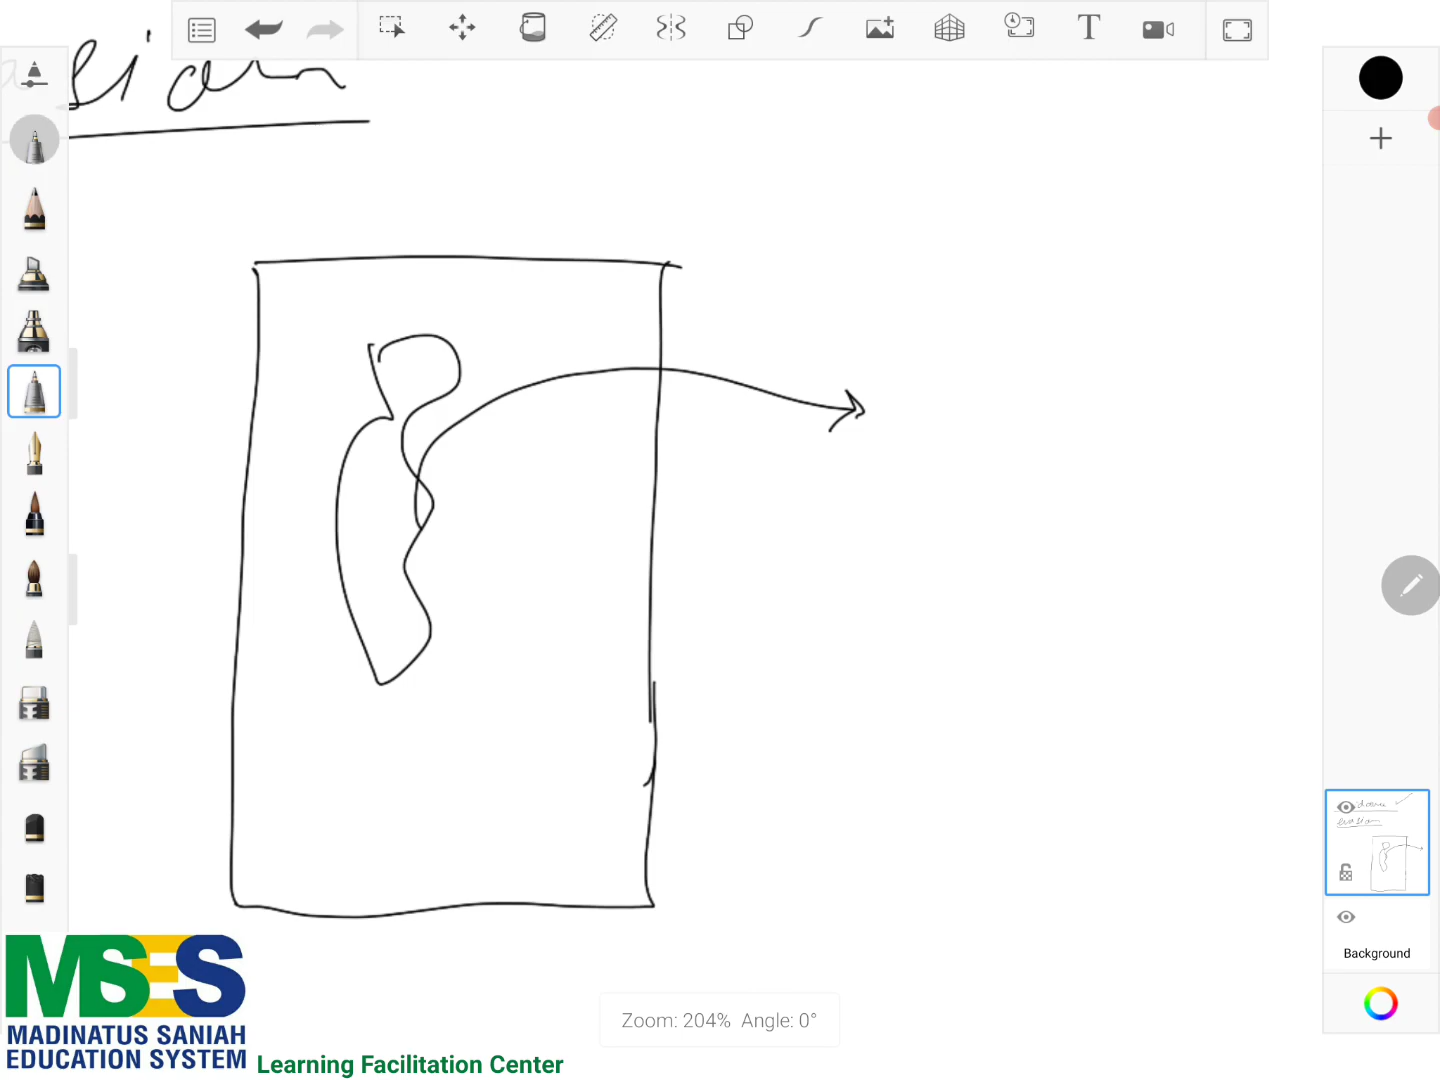 T
Background
MSES
MADINATUS SANIAH
EDUCATION SYSTEM
Learning Facilitation Center
Zoom: 204% Angle: 0°